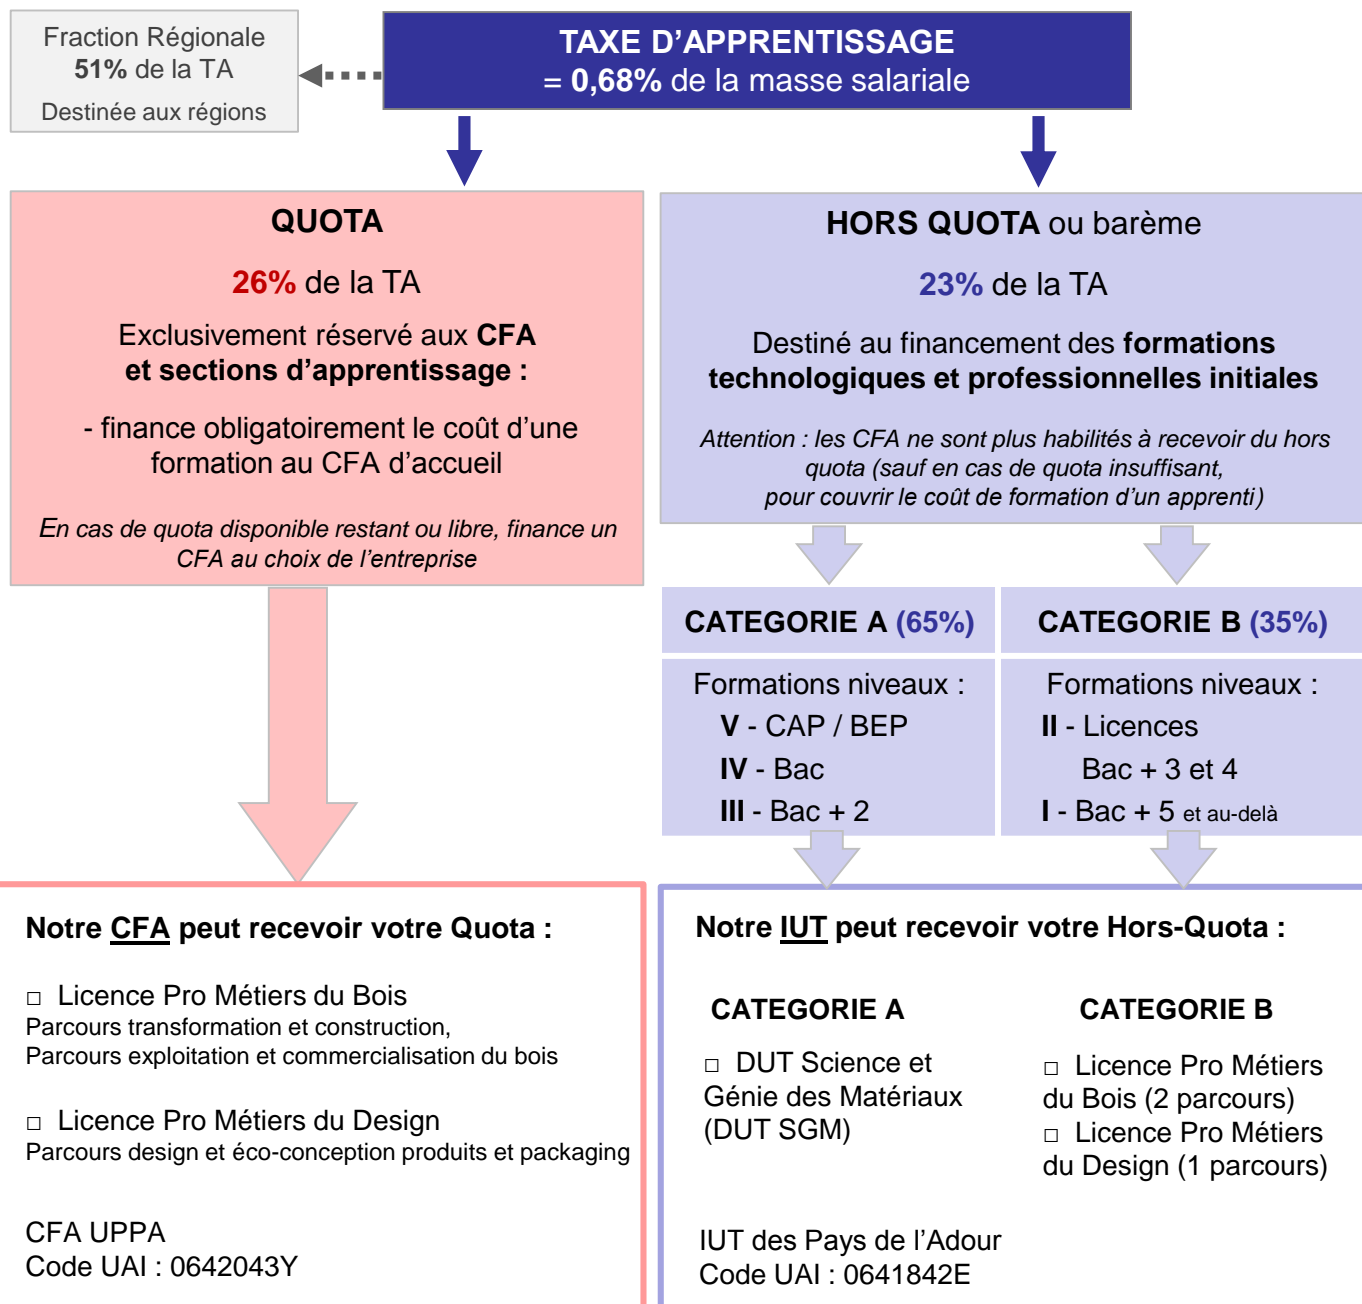 Fraction Régionale
51% de la TA
Destinée aux régions
TAXE D’APPRENTISSAGE
= 0,68% de la masse salariale
QUOTA
26% de la TA
Exclusivement réservé aux CFA
et sections d’apprentissage :
- finance obligatoirement le coût d’une
formation au CFA d’accueil
En cas de quota disponible restant ou libre, finance un
CFA au choix de l’entreprise
HORS QUOTA ou barème
23% de la TA
Destiné au financement des formations
technologiques et professionnelles initiales
Attention : les CFA ne sont plus habilités à recevoir du hors
quota (sauf en cas de quota insuffisant,
pour couvrir le coût de formation d’un apprenti)
CATEGORIE A (65%)
Formations niveaux :
V - CAP / BEP
IV - Bac
III - Bac + 2
CATEGORIE B (35%)
Formations niveaux :
II - Licences
Bac + 3 et 4
I - Bac + 5 et au-delà
Notre CFA peut recevoir votre Quota :
□ Licence Pro Métiers du Bois
Parcours transformation et construction,
Parcours exploitation et commercialisation du bois
□ Licence Pro Métiers du Design
Parcours design et éco-conception produits et packaging
CFA UPPA
Code UAI : 0642043Y
Notre IUT peut recevoir votre Hors-Quota :
CATEGORIE A
□ DUT Science et
Génie des Matériaux
(DUT SGM)
CATEGORIE B
□ Licence Pro Métiers
du Bois (2 parcours)
□ Licence Pro Métiers
du Design (1 parcours)
IUT des Pays de l’Adour
Code UAI : 0641842E